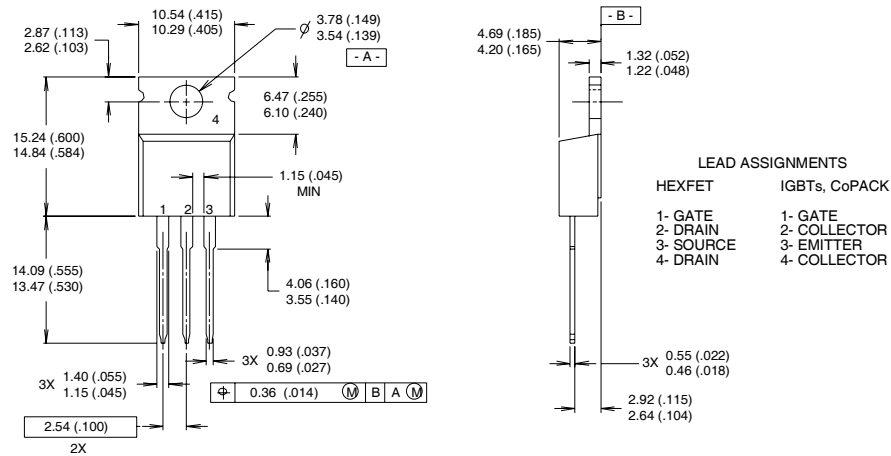 10.54 (.415)
10.29 (.405)
2.87 (.113)
2.62 (.103)
ø 3.78 (.149)
3.54 (.139)
- A -
6.47 (.255)
6.10 (.240)
4
15.24 (.600)
14.84 (.584)
1.15 (.045)
MIN
1 2 3
14.09 (.555)
13.47 (.530)
4.06 (.160)
3.55 (.140)
3X 0.93 (.037)
0.69 (.027)
3X 1.40 (.055)
1.15 (.045)
⌖ 0.36 (.014) Ⓜ B A Ⓜ
2.54 (.100)
2X
- B -
4.69 (.185)
4.20 (.165)
1.32 (.052)
1.22 (.048)
3X 0.55 (.022)
0.46 (.018)
2.92 (.115)
2.64 (.104)
LEAD ASSIGNMENTS
HEXFET
1- GATE
2- DRAIN
3- SOURCE
4- DRAIN
IGBTs, CoPACK
1- GATE
2- COLLECTOR
3- EMITTER
4- COLLECTOR